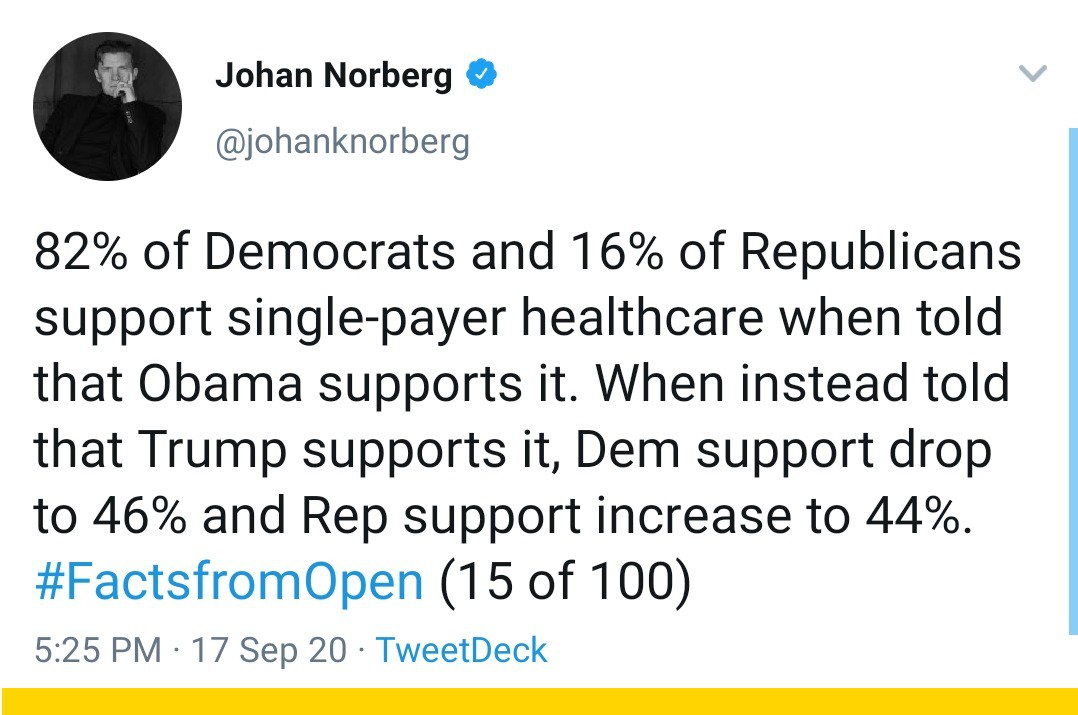 Johan Norberg
@johanknorberg
82% of Democrats and 16% of Republicans
support single-payer healthcare when told
that Obama supports it. When instead told
that Trump supports it, Dem support drop
to 46% and Rep support increase to 44%.
#FactsfromOpen (15 of 100)
5:25 PM · 17 Sep 20 · TweetDeck